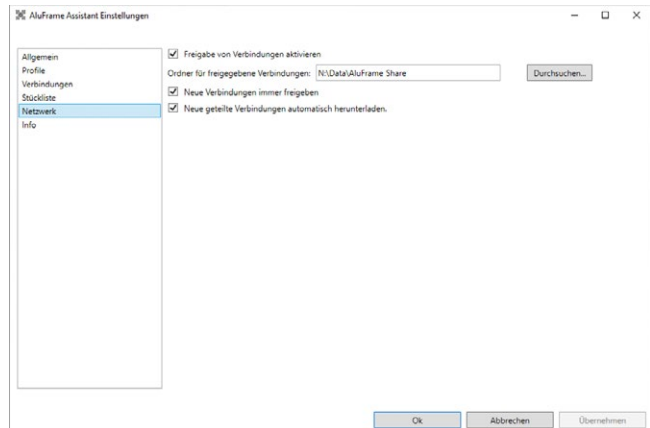 AluFrame Assistant Einstellungen
Allgemein
Profile
Verbindungen
Stückliste
Netzwerk
Info
Freigabe von Verbindungen aktivieren
Ordner für freigegebene Verbindungen: N:\Data\AluFrame Share Durchsuchen...
Neue Verbindungen immer freigeben
Neue geteilte Verbindungen automatisch herunterladen.
Ok Abbrechen Übernehmen